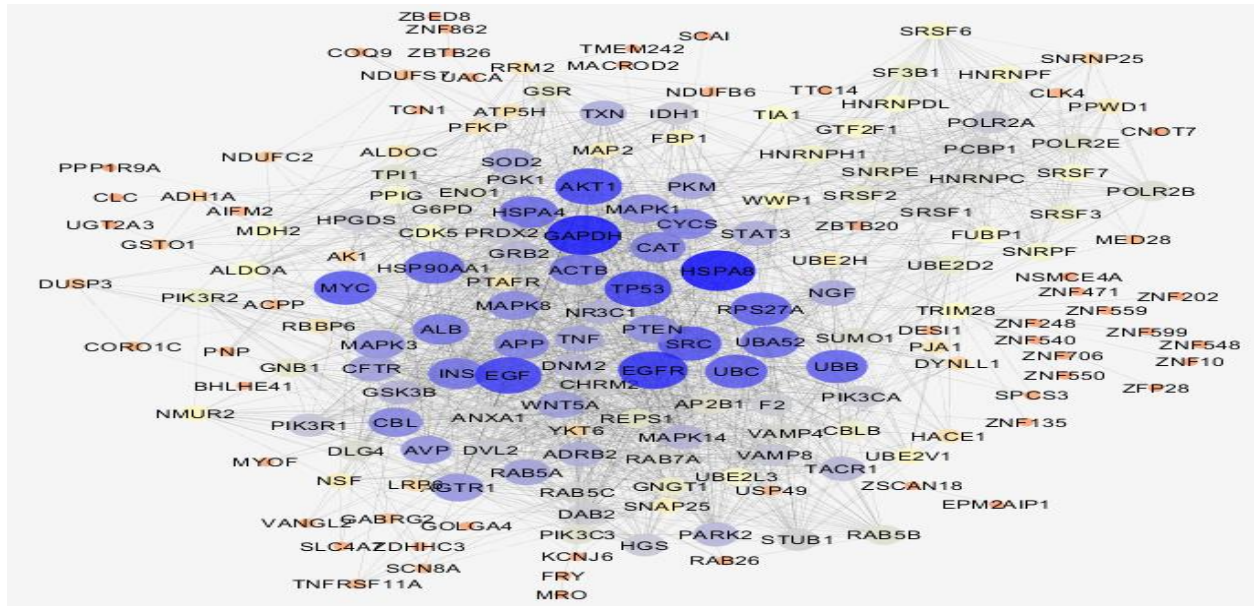 ZBED8
ZNF862
COQ9 ZBTB26
NDUFS7 UACA RRM2
GSR
TMEM242 SCAI
MACROD2
NDUFB6 TTC14
SRSF6
SF3B1 HNRNPF SNRNP25
CLK4
TCN1 ATP5H TXN IDH1 TIA1 HNRNPDL PPWD1
PFKP FBP1 GTF2F1 POLR2A CNOT7
PPP1R9A NDUFC2 ALDOC SOD2 MAP2 HNRNPH1 PCBP1 POLR2E
TPI1 PGK1 AKT1 PKM SNRPE HNRNPC SRSF7
CLC ADH1A PPIG ENO1 WWP1 SRSF2 POLR2B
AIFM2 HPGDS G6PD HSPA4 MAPK1 CYCS SRSF1 SRSF3
UGT2A3 MDH2 CDK5 PRDX2 GAPDH STAT3 ZBTB20 FUBP1 MED28
GSTO1 AK1 GRB2 CAT UBE2H SNRPF
ALDOA HSP90AA1 ACTB HSPA8 UBE2D2 NSMCE4A
DUSP3 MYC PTAFR TP53 NGF ZNF471 ZNF202
PIK3R2 ACPP MAPK8 NR3C1 RPS27A TRIM28 ZNF559
RBBP6 ALB PTEN SUMO1 DESI1 ZNF248 ZNF599
CORO1C PNP MAPK3 APP TNF SRC UBA52 PJA1 ZNF540 ZNF548
GNB1 CFTR INS EGF DNM2 EGFR UBC UBB DYNLL1 ZNF706 ZNF10
BHLHE41 GSK3B CHRM2 ZNF550 ZFP28
NMUR2 ANXA1 WNT5A REPS1 AP2B1 F2 PIK3CA SPCS3
PIK3R1 CBL YKT6 MAPK14 VAMP4 CBLB HACE1 ZNF135
MYOF DLG4 AVP DVL2 ADRB2 RAB7A VAMP8 TACR1 UBE2V1
NSF LRP6 AGTR1 RAB5A GNGT1 UBE2L3 USP49 ZSCAN18
RAB5C SNAP25 EPM2AIP1
VANGL2 GABRG2 GOLGA4 DAB2
SLC4A7 ZDHHC3 PIK3C3 HGS PARK2 STUB1 RAB5B
SCN8A KCNJ6 RAB26
TNFRSF11A FRY
MRO